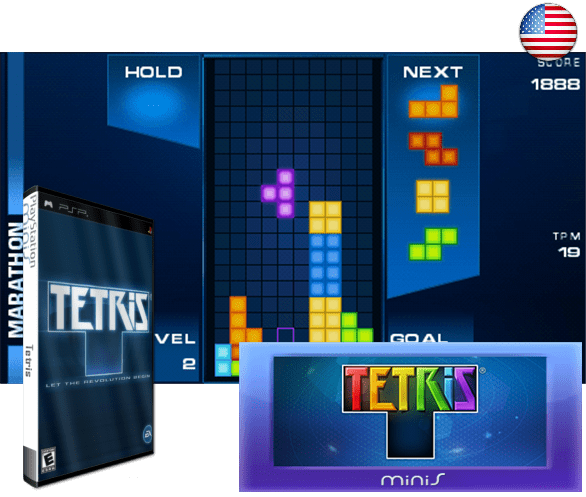 HOLD
NEXT
SCORE
1888
TPM
19
MARATHON
VEL
2
GOAL
PSP
PlayStation
Tetris
TETRIS
LET THE REVOLUTION BEGIN
E
EA
TETRiS®
minis